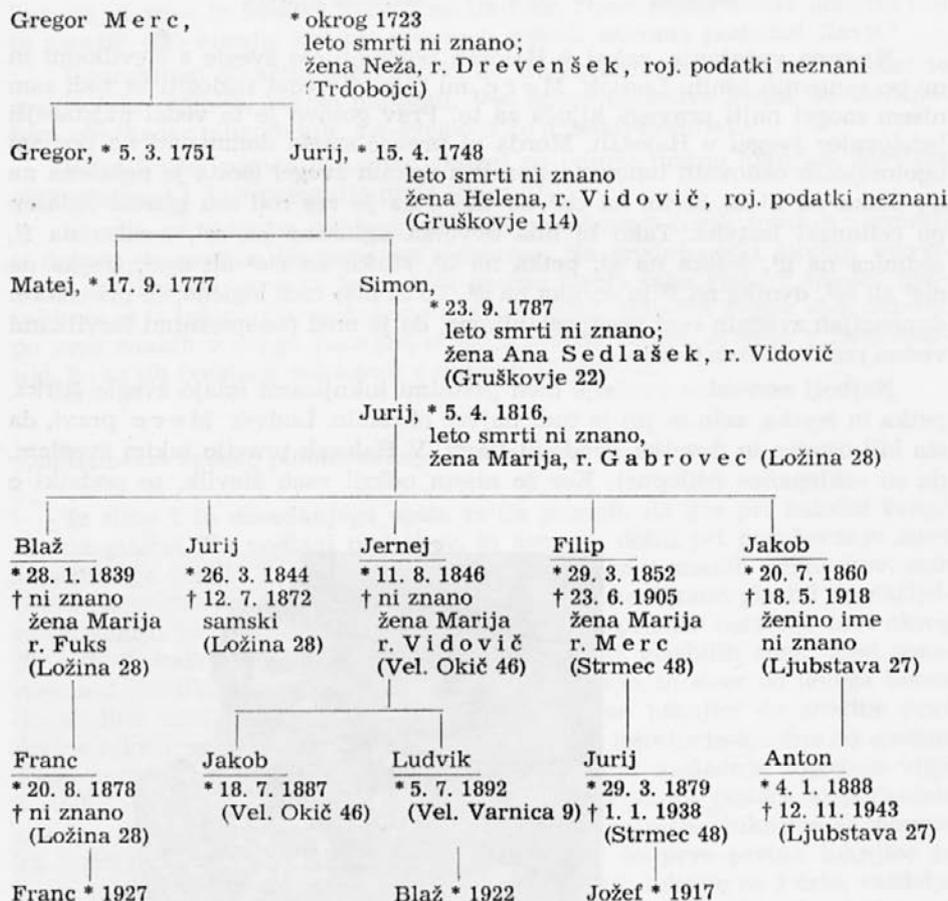 Gregor Merc, * okrog 1723
leto smrti ni znano;
žena Neža, r. Drevenšek, roj. podatki neznani
(Trdobojci)
Gregor, * 5. 3. 1751 Jurij, * 15. 4. 1748
leto smrti ni znano
žena Helena, r. Vidovič, roj. podatki neznani
(Gruškovje 114)
Matej, * 17. 9. 1777 Simon,
* 23. 9. 1787
leto smrti ni znano;
žena Ana Sedlašek, r. Vidovič
(Gruškovje 22)
Jurij, * 5. 4. 1816,
leto smrti ni znano,
žena Marija, r. Gabrovec (Ložina 28)
Blaž Jurij Jernej Filip Jakob
* 28. 1. 1839 * 26. 3. 1844 * 11. 8. 1846 * 29. 3. 1852 * 20. 7. 1860
† ni znano † 12. 7. 1872 † ni znano † 23. 6. 1905 † 18. 5. 1918
žena Marija samski žena Marija žena Marija ženino ime
r. Fuks (Ložina 28) r. Vidovič r. Merc ni znano
(Ložina 28) (Vel. Okič 46) (Strmec 48) (Ljubstava 27)
Franc Jakob Ludvik Jurij Anton
* 20. 8. 1878 * 18. 7. 1887 * 5. 7. 1892 * 29. 3. 1879 * 4. 1. 1888
† ni znano (Vel. Okič 46) (Vel. Varnica 9) † 1. 1. 1938 † 12. 11. 1943
(Ložina 28) (Strmec 48) (Ljubstava 27)
Franc * 1927 Blaž * 1922 Jožef * 1917